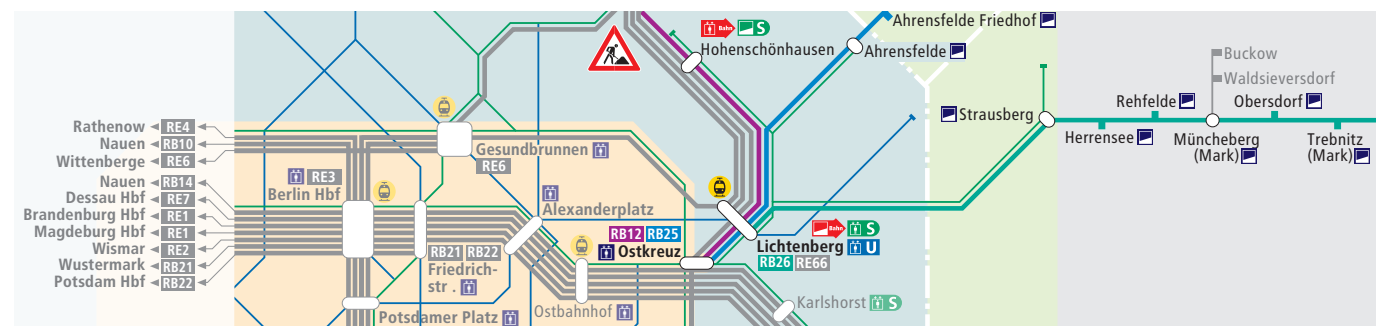 Ahrensfelde Friedhof
Bahn S
Hohenschönhausen
Ahrensfelde
Buckow
Waldsieversdorf
Rehfelde
Obersdorf
Strausberg
Herrensee
Müncheberg
(Mark)
Trebnitz
(Mark)
Rathenow RE4
Nauen RB10
Wittenberge RE6
Nauen RB14
Dessau Hbf RE7
Brandenburg Hbf RE1
Magdeburg Hbf RE1
Wismar RE2
Wustermark RB21
Potsdam Hbf RB22
Gesundbrunnen
RE6
RE3
Berlin Hbf
Alexanderplatz
RB12 RB25
Ostkreuz
Bahn S
Lichtenberg U
RB26 RE66
RB21 RB22
Friedrich-
str .
Ostbahnhof
Karlshorst S
Potsdamer Platz